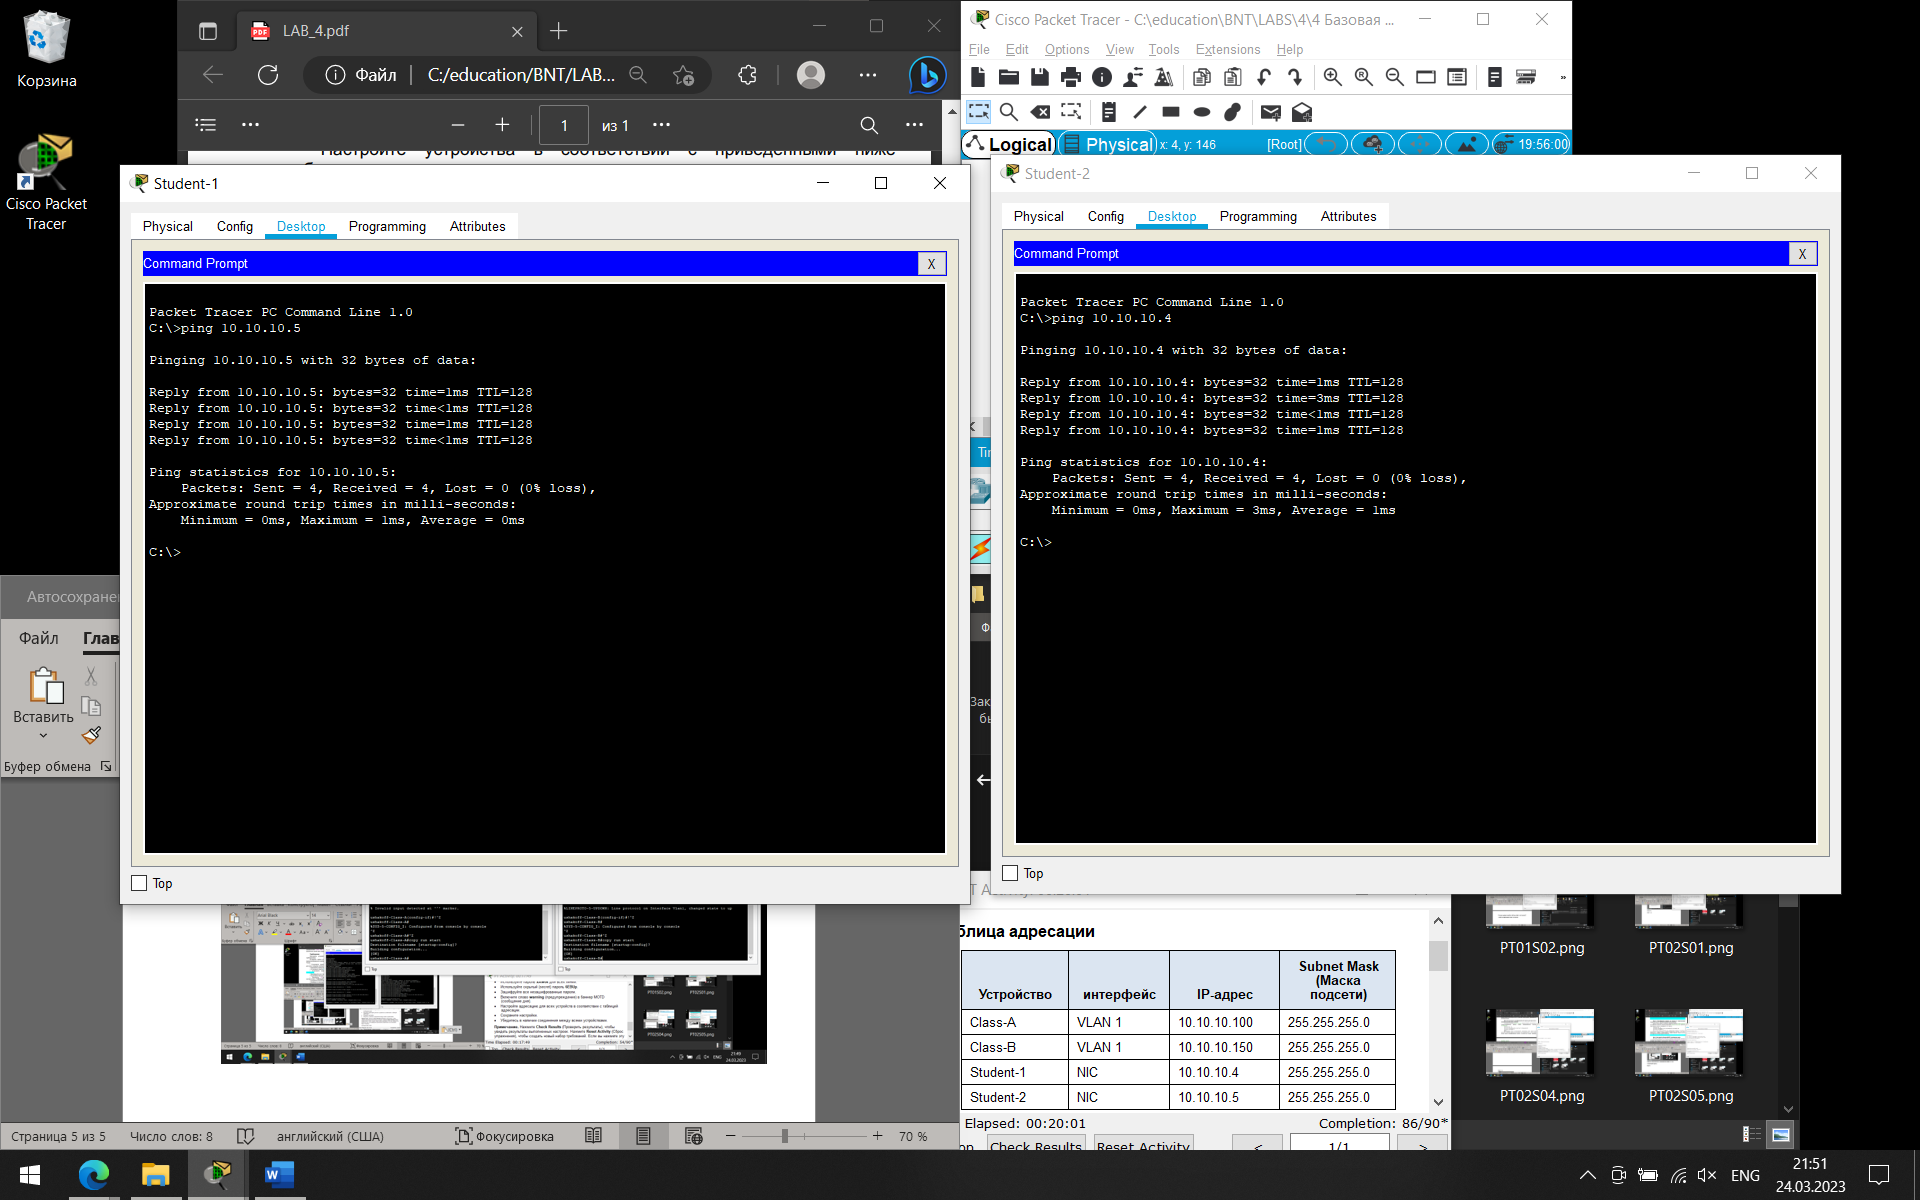 Корзина
Cisco Packet
Tracer
LAB_4.pdf
Файл
C:/education/BNT/LAB...
1
из 1
Cisco Packet Tracer - C:\education\BNT\LABS\4\4 Базовая ...
File Edit Options View Tools Extensions Help
Logical
Physical
x: 4, y: 146
[Root]
19:56:00
Student-1
Physical Config Desktop Programming Attributes
Command Prompt
X
Packet Tracer PC Command Line 1.0
C:\>ping 10.10.10.5
Pinging 10.10.10.5 with 32 bytes of data:
Reply from 10.10.10.5: bytes=32 time=1ms TTL=128
Reply from 10.10.10.5: bytes=32 time<1ms TTL=128
Reply from 10.10.10.5: bytes=32 time=1ms TTL=128
Reply from 10.10.10.5: bytes=32 time<1ms TTL=128
Ping statistics for 10.10.10.5:
Packets: Sent = 4, Received = 4, Lost = 0 (0% loss),
Approximate round trip times in milli-seconds:
Minimum = 0ms, Maximum = 1ms, Average = 0ms
C:\>
Top
Student-2
Physical Config Desktop Programming Attributes
Command Prompt
X
Packet Tracer PC Command Line 1.0
C:\>ping 10.10.10.4
Pinging 10.10.10.4 with 32 bytes of data:
Reply from 10.10.10.4: bytes=32 time=1ms TTL=128
Reply from 10.10.10.4: bytes=32 time=3ms TTL=128
Reply from 10.10.10.4: bytes=32 time<1ms TTL=128
Reply from 10.10.10.4: bytes=32 time=1ms TTL=128
Ping statistics for 10.10.10.4:
Packets: Sent = 4, Received = 4, Lost = 0 (0% loss),
Approximate round trip times in milli-seconds:
Minimum = 0ms, Maximum = 3ms, Average = 1ms
C:\>
Top
Автосохранен
Файл
Глав
Вставить
Буфер обмена
блица адресации
Устройство интерфейс IP-адрес Subnet Mask (Маска подсети)
Class-A VLAN 1 10.10.10.100 255.255.255.0
Class-B VLAN 1 10.10.10.150 255.255.255.0
Student-1 NIC 10.10.10.4 255.255.255.0
Student-2 NIC 10.10.10.5 255.255.255.0
Elapsed: 00:20:01
Completion: 86/90*
Check Results
Reset Activity
<
1/1
>
PT01S02.png
PT02S01.png
PT02S04.png
PT02S05.png
Страница 5 из 5
Число слов: 8
английский (США)
Фокусировка
70 %
ENG
21:51
24.03.2023